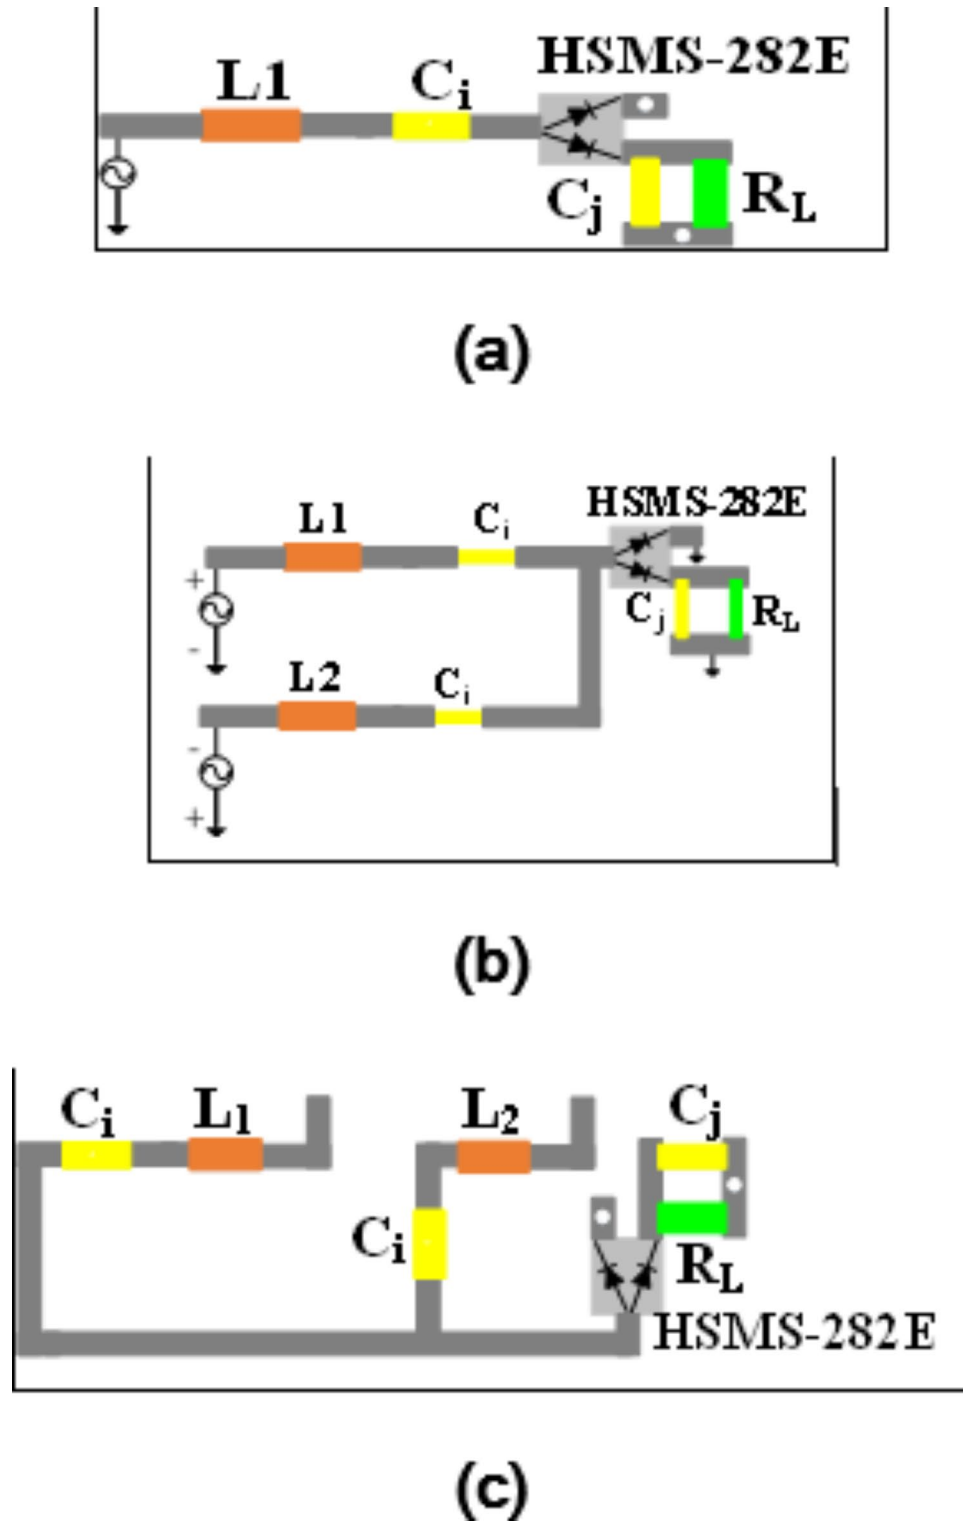 HSMS-282E
L1
Ci
Cj
RL
(a)
HSMS-282E
L1
Ci
Cj
RL
+
-
L2
Ci
-
+
(b)
Ci
L1
L2
Cj
Ci
RL
HSMS-282E
(c)